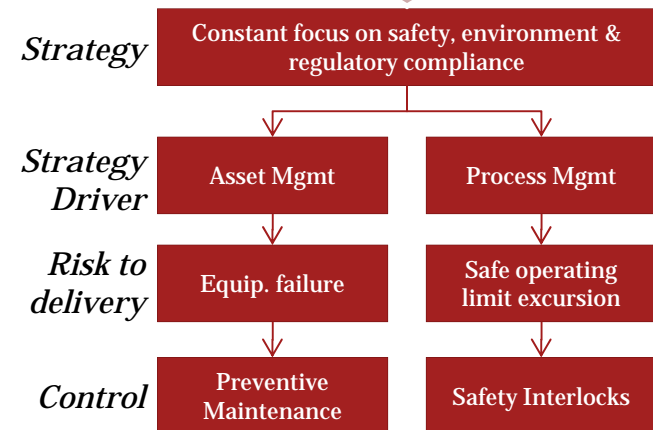 Strategy
Constant focus on safety, environment &
regulatory compliance
Strategy
Driver
Asset Mgmt
Process Mgmt
Risk to
delivery
Equip. failure
Safe operating
limit excursion
Control
Preventive
Maintenance
Safety Interlocks